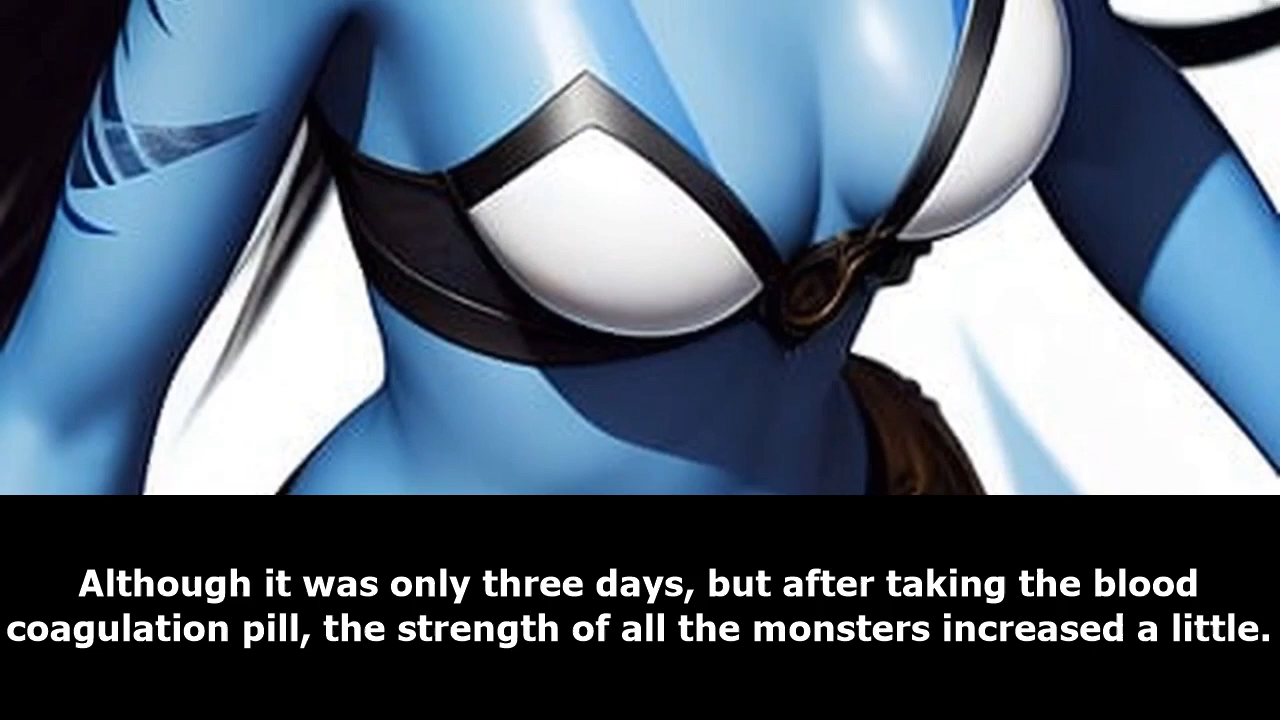 Although it was only three days, but after taking the blood
coagulation pill, the strength of all the monsters increased a little.